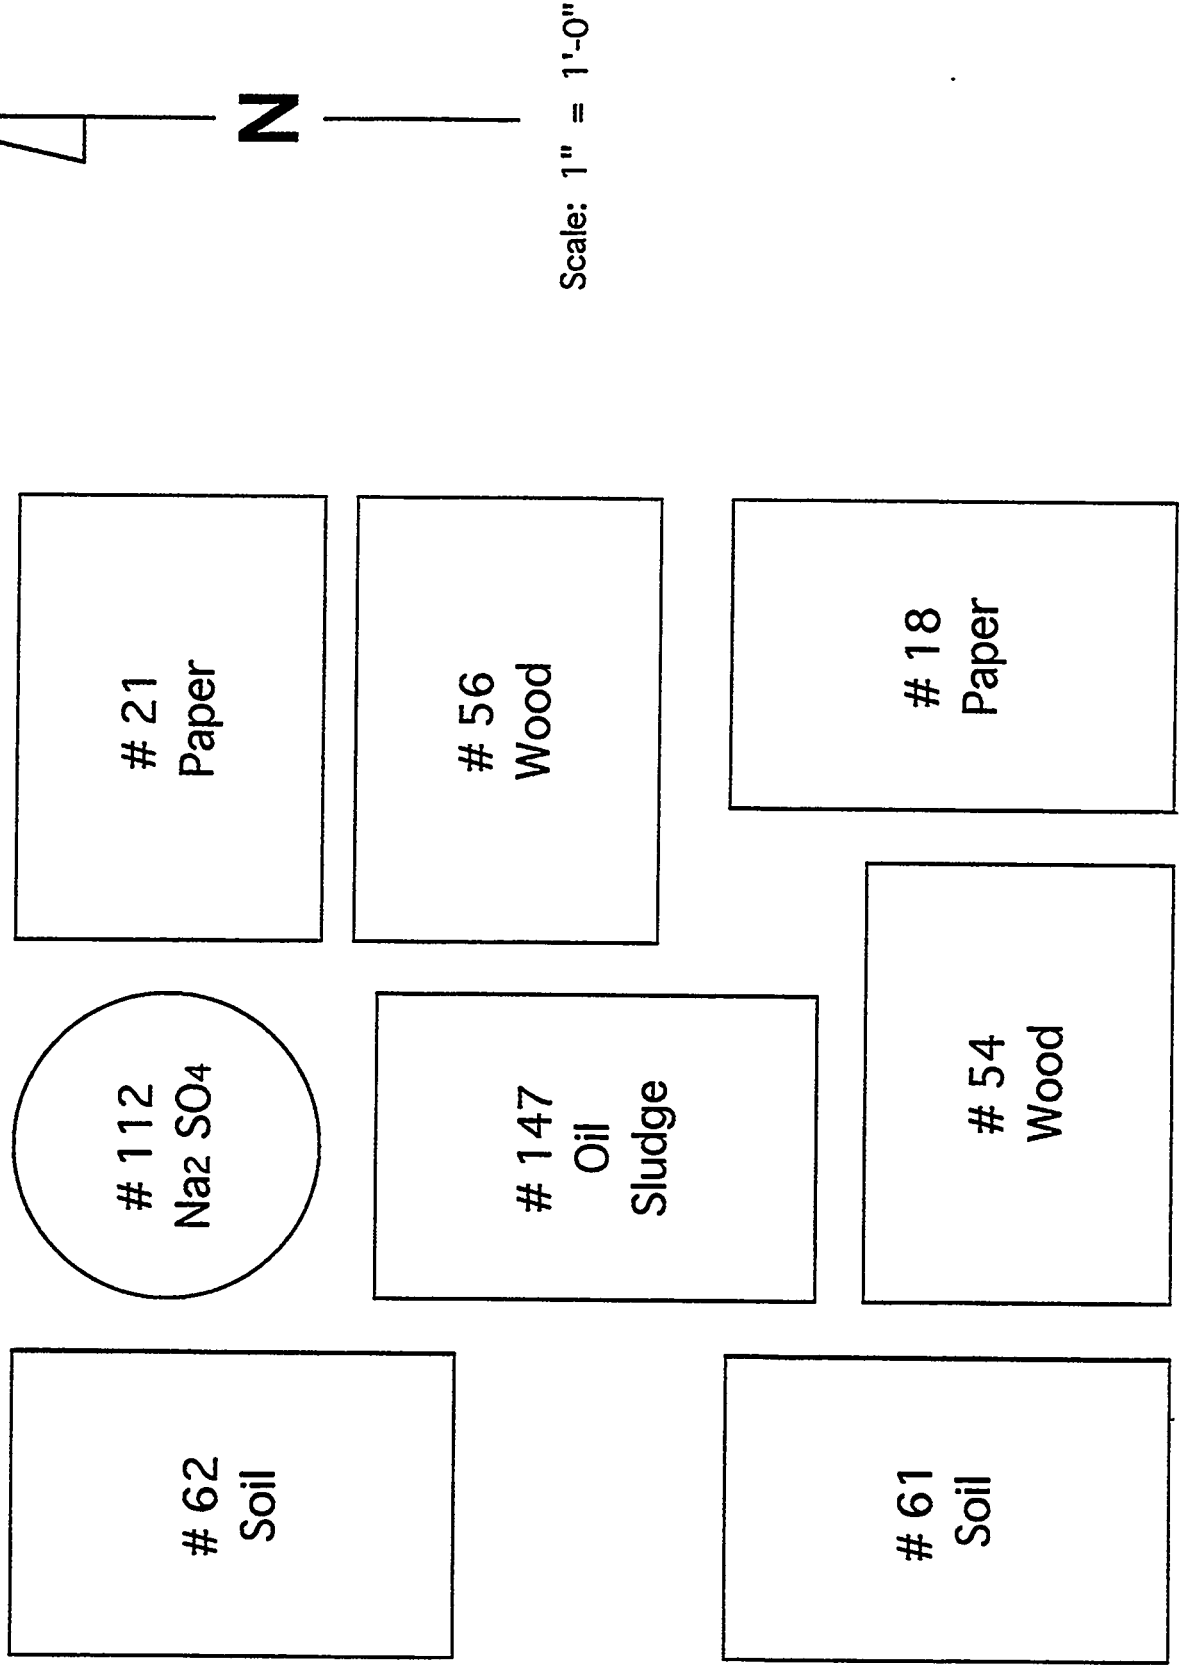 # 62
Soil
# 112
Na2 SO4
# 21
Paper
N
# 147
Oil
Sludge
# 56
Wood
Scale: 1" = 1'-0"
# 61
Soil
# 54
Wood
# 18
Paper